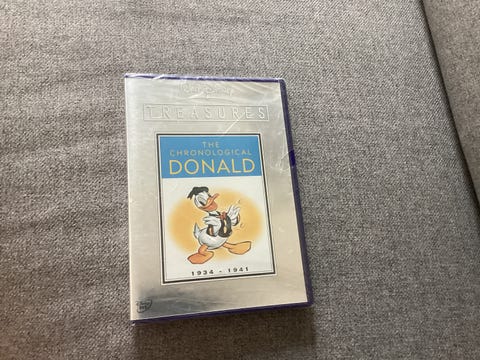 TREASURES
THE
CHRONOLOGICAL
DONALD
1934 - 1941